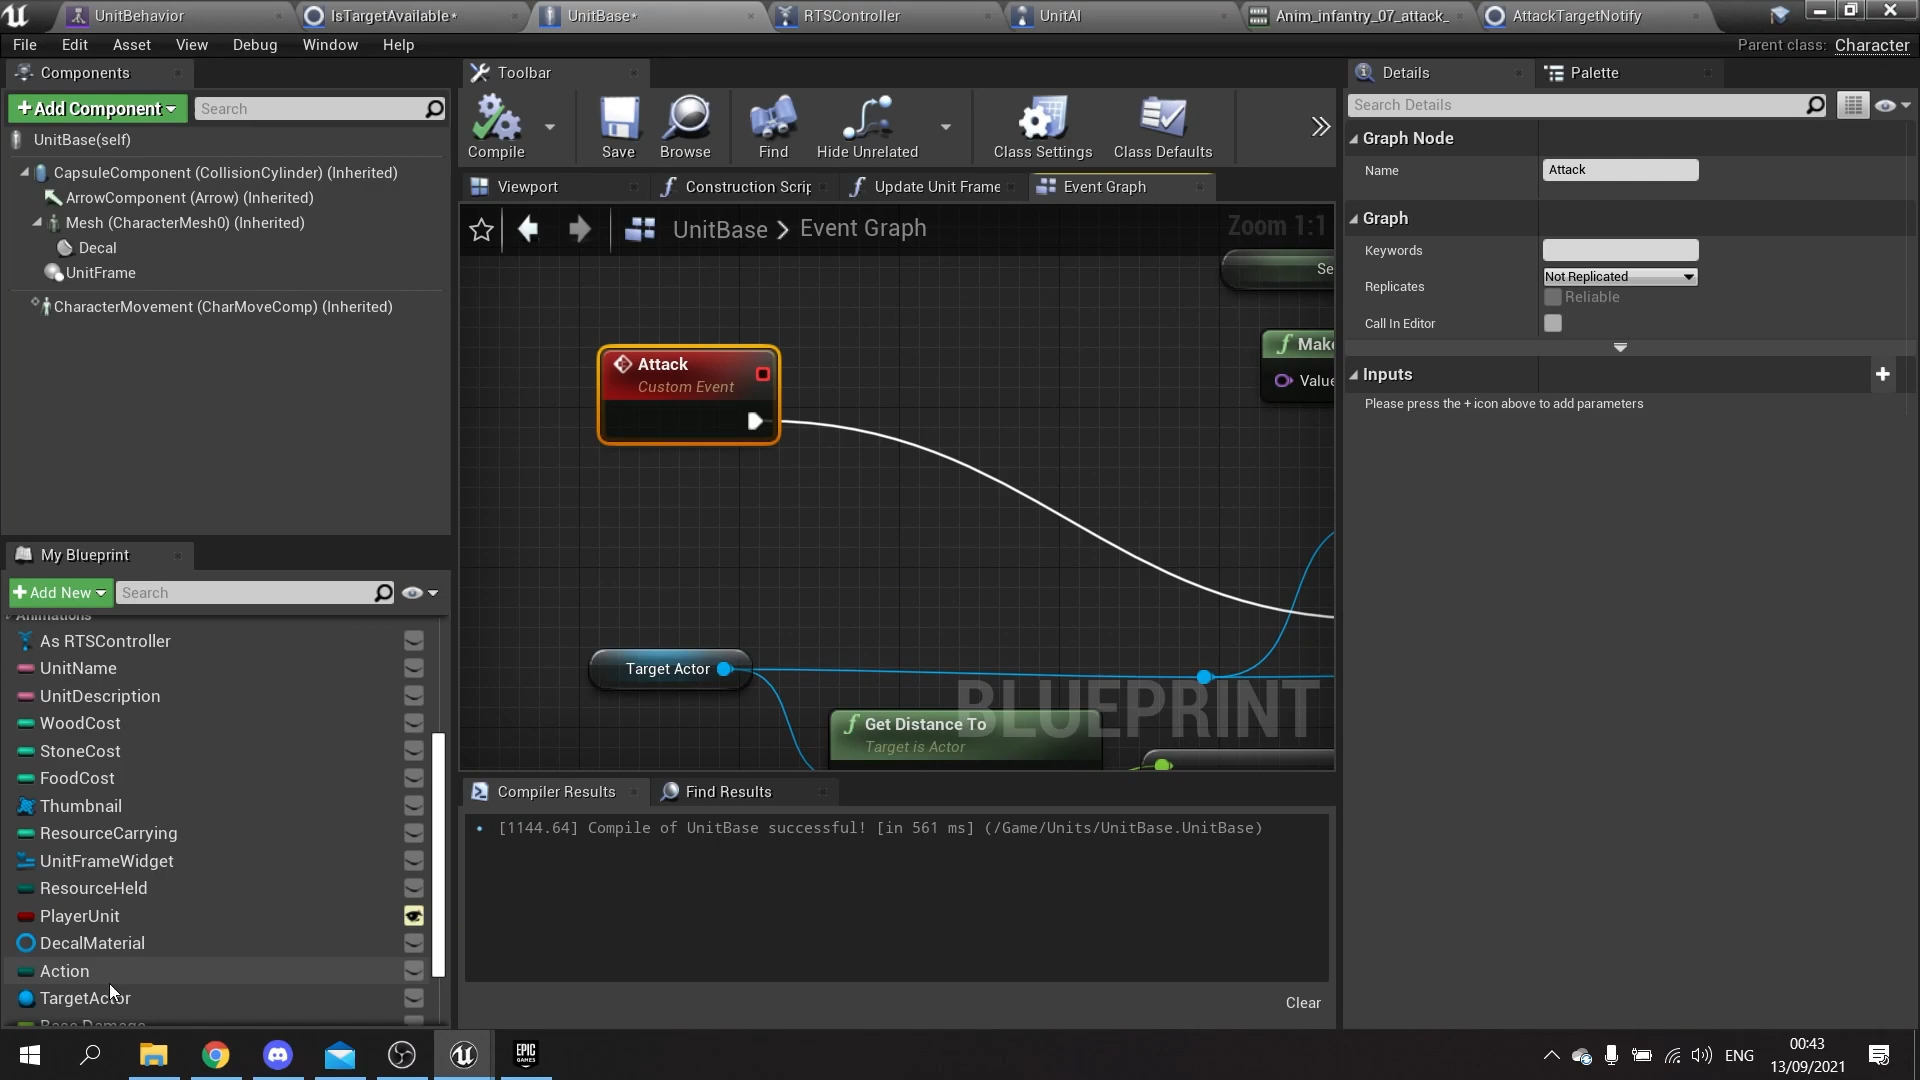 UnitBehavior
IsTargetAvailable*
UnitBase*
RTSController
UnitAI
Anim_infantry_07_attack_
AttackTargetNotify
File Edit Asset View Debug Window Help
Parent class: Character
Components
+Add Component
Search
UnitBase(self)
CapsuleComponent (CollisionCylinder) (Inherited)
ArrowComponent (Arrow) (Inherited)
Mesh (CharacterMesh0) (Inherited)
Decal
UnitFrame
CharacterMovement (CharMoveComp) (Inherited)
My Blueprint
+Add New
Search
Animations
As RTSController
UnitName
UnitDescription
WoodCost
StoneCost
FoodCost
Thumbnail
ResourceCarrying
UnitFrameWidget
ResourceHeld
PlayerUnit
DecalMaterial
Action
TargetActor
Base Damage
Toolbar
Compile
Save
Browse
Find
Hide Unrelated
Class Settings
Class Defaults
Viewport
Construction Scrip
Update Unit Frame
Event Graph
UnitBase > Event Graph
Zoom 1:1
Se
Attack
Custom Event
Make
Value
Target Actor
Get Distance To
Target is Actor
BLUEPRINT
Compiler Results
Find Results
[1144.64] Compile of UnitBase successful! [in 561 ms] (/Game/Units/UnitBase.UnitBase)
Clear
Details
Palette
Search Details
Graph Node
Name
Attack
Graph
Keywords
Replicates
Not Replicated
Reliable
Call In Editor
Inputs
Please press the + icon above to add parameters
EPIC
GAMES
ENG
00:43
13/09/2021